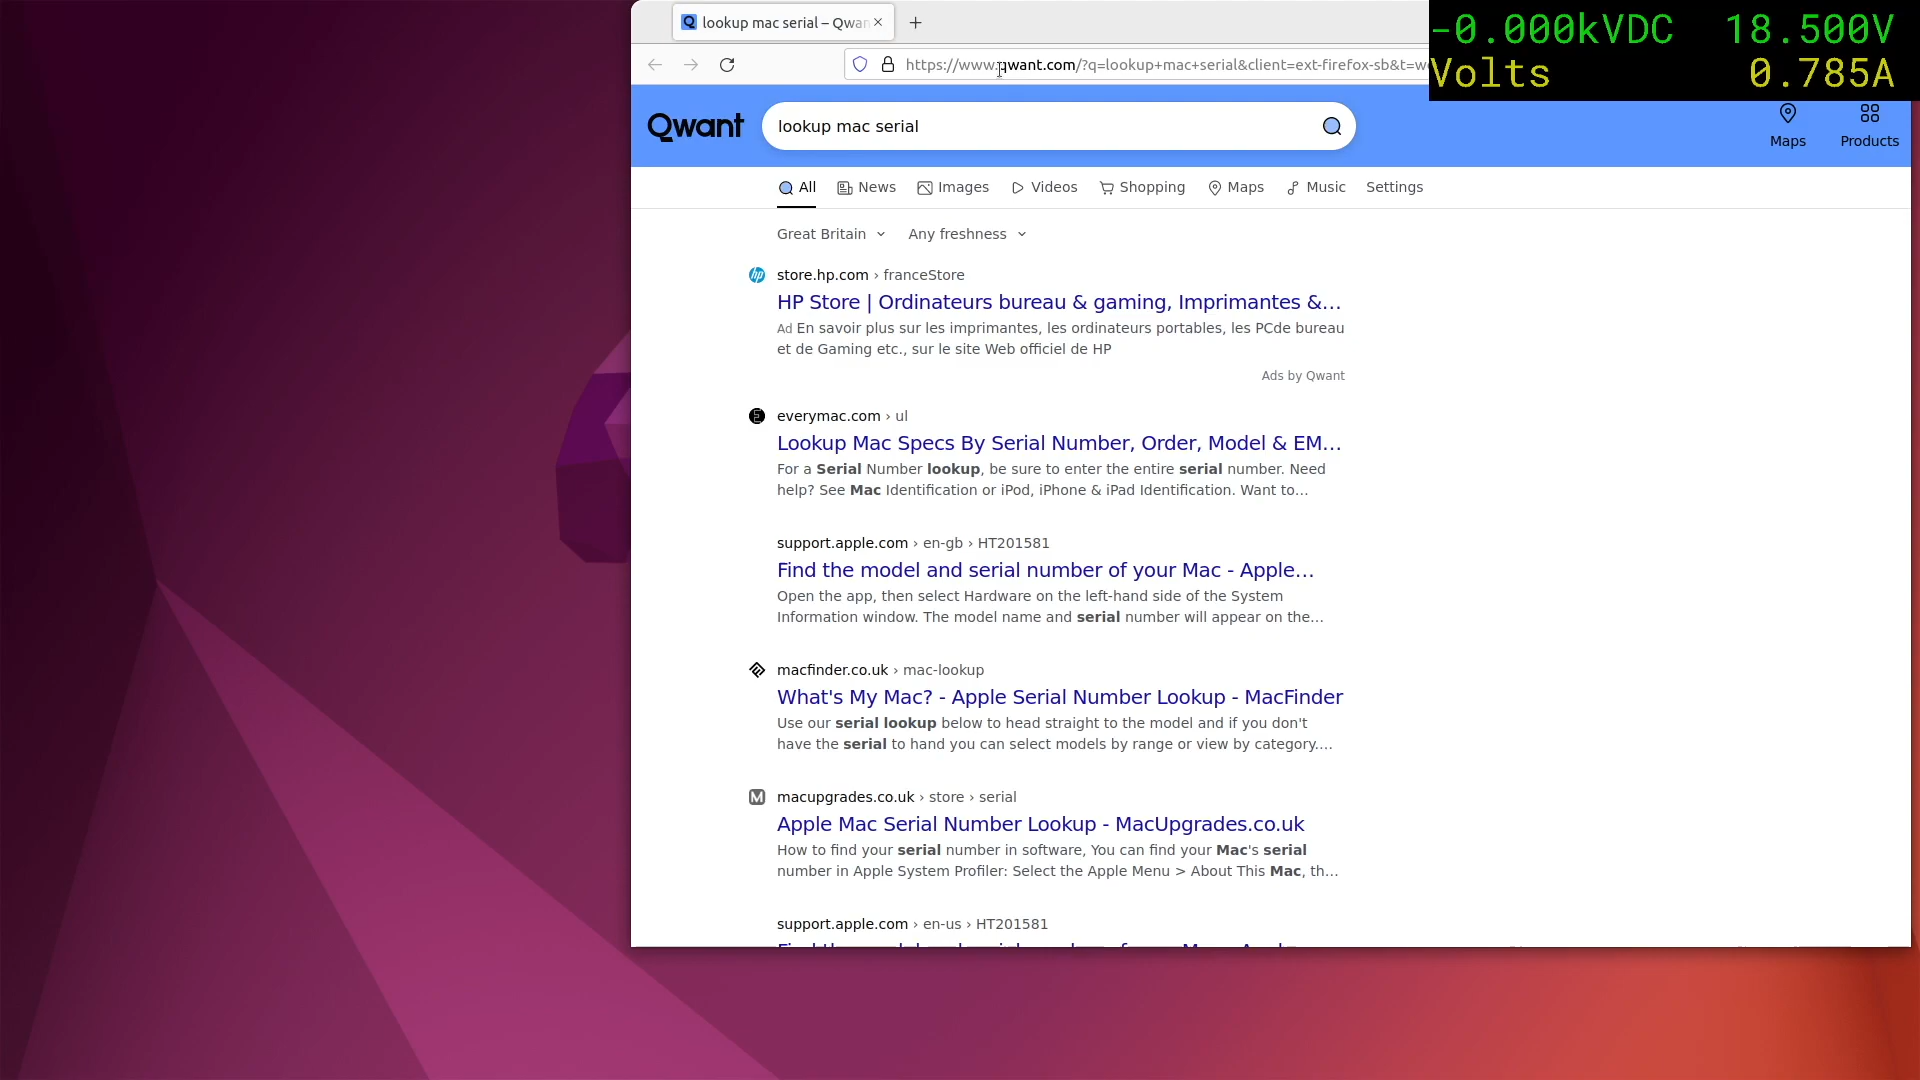 lookup mac serial – Qwan
-0.000kVDC 18.500V
Volts 0.785A
https://www.qwant.com/?q=lookup+mac+serial&client=ext-firefox-sb&t=w
Qwant
lookup mac serial
Maps
Products
All News Images Videos Shopping Maps Music Settings
Great Britain Any freshness
store.hp.com › franceStore
HP Store | Ordinateurs bureau & gaming, Imprimantes &...
Ad En savoir plus sur les imprimantes, les ordinateurs portables, les PCde bureau
et de Gaming etc., sur le site Web officiel de HP
Ads by Qwant
everymac.com › ul
Lookup Mac Specs By Serial Number, Order, Model & EM...
For a Serial Number lookup, be sure to enter the entire serial number. Need
help? See Mac Identification or iPod, iPhone & iPad Identification. Want to...
support.apple.com › en-gb › HT201581
Find the model and serial number of your Mac - Apple...
Open the app, then select Hardware on the left-hand side of the System
Information window. The model name and serial number will appear on the...
macfinder.co.uk › mac-lookup
What's My Mac? - Apple Serial Number Lookup - MacFinder
Use our serial lookup below to head straight to the model and if you don't
have the serial to hand you can select models by range or view by category....
macupgrades.co.uk › store › serial
Apple Mac Serial Number Lookup - MacUpgrades.co.uk
How to find your serial number in software, You can find your Mac's serial
number in Apple System Profiler: Select the Apple Menu > About This Mac, th...
support.apple.com › en-us › HT201581